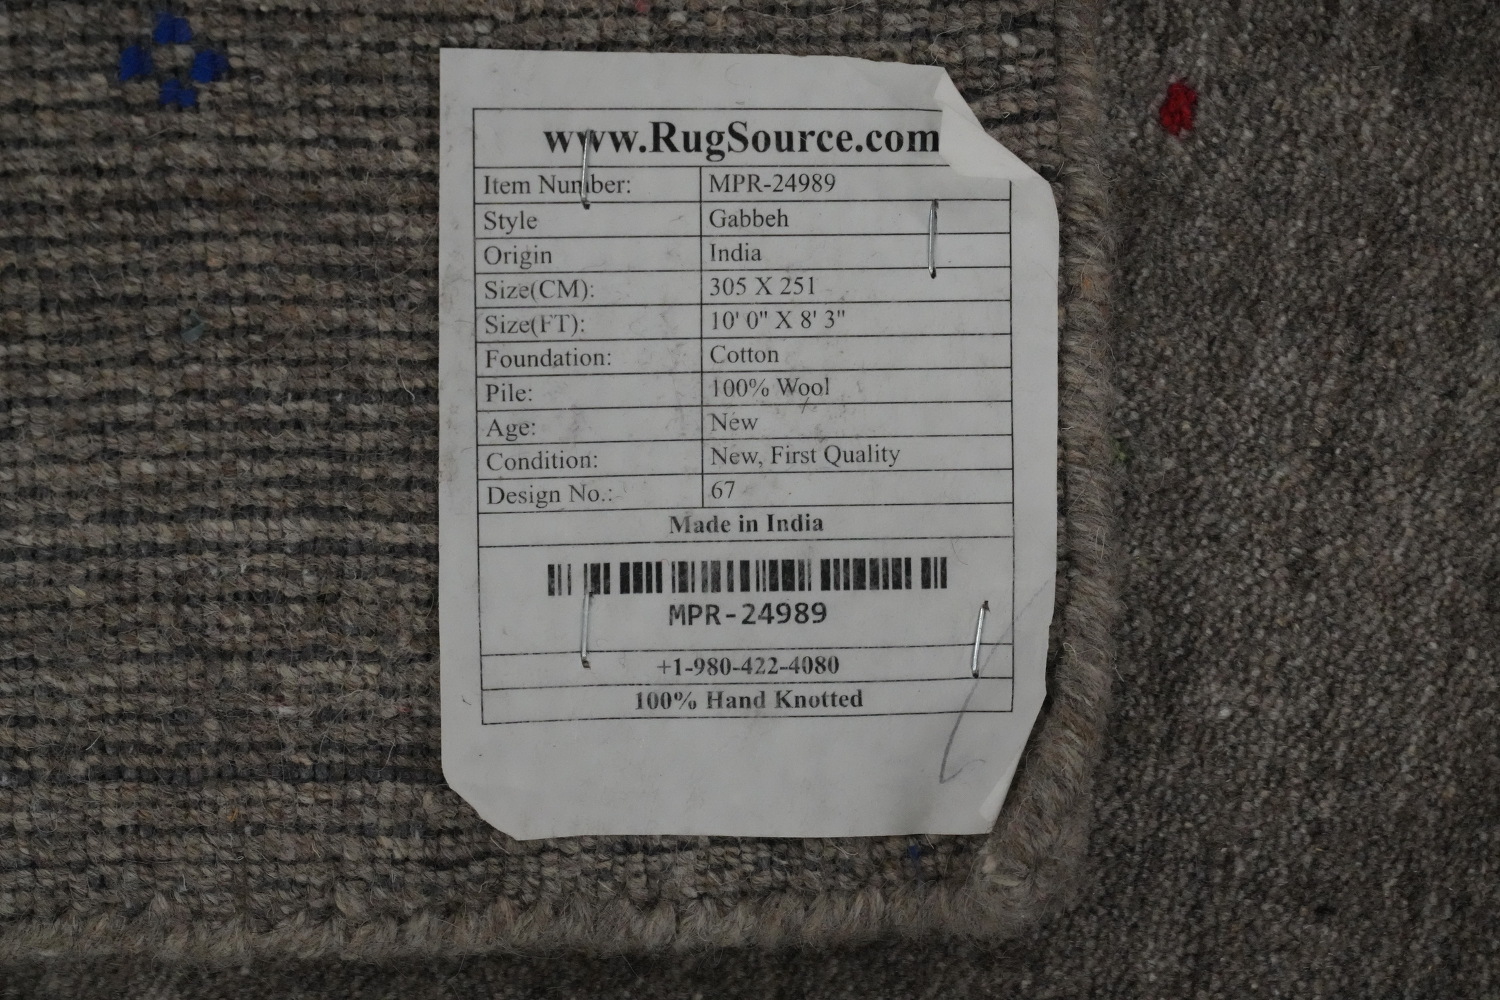 www.RugSource.com
Item Number: MPR-24989
Style Gabbeh
Origin India
Size(CM): 305 X 251
Size(FT): 10' 0" X 8' 3"
Foundation: Cotton
Pile: 100% Wool
Age: New
Condition: New, First Quality
Design No.: 67
Made in India
MPR-24989
+1-980-422-4080
100% Hand Knotted